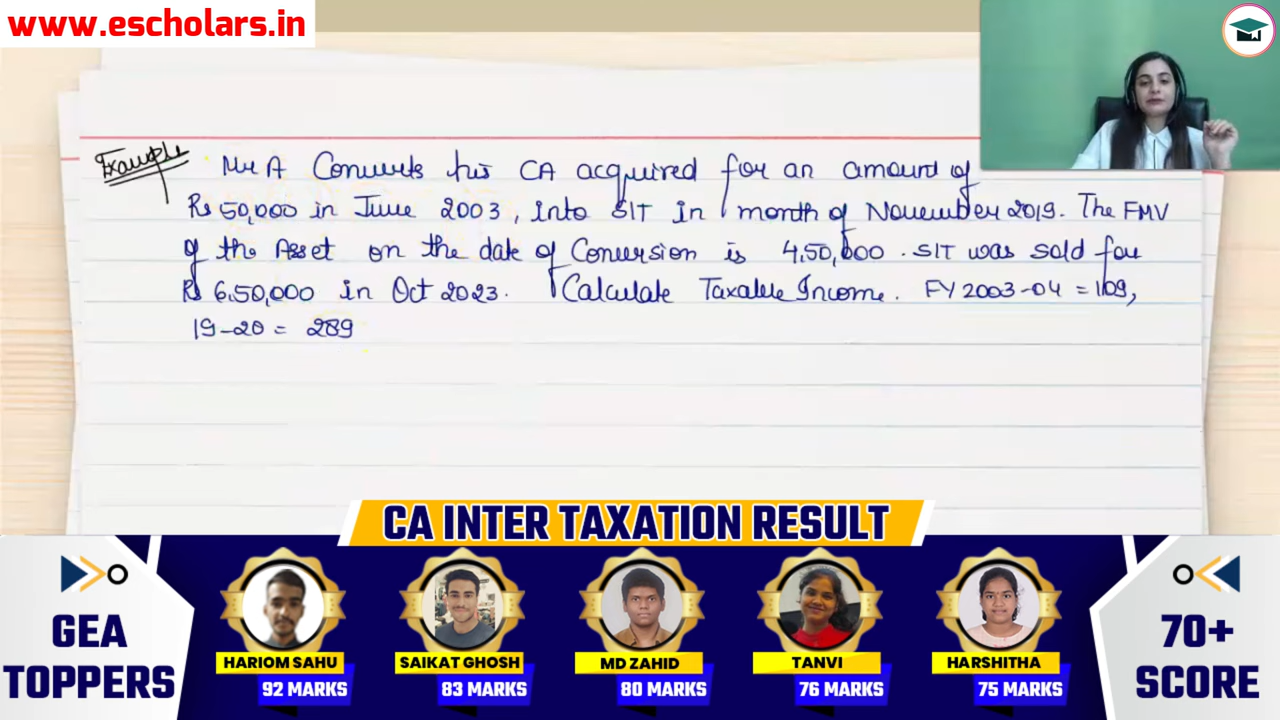 www.escholars.in
Example
Mr A Converts his CA acquired for an amount of
Rs 50,000 in June 2003, into SIT in month of November 2019. The FMV
of the Asset on the date of Conversion is 4,50,000. SIT was sold for
Rs 6,50,000 in Oct 2023. Calculate Taxable Income. FY 2003-04 = 109,
19-20 = 289
CA INTER TAXATION RESULT
GEA
TOPPERS
HARIOM SAHU
92 MARKS
SAIKAT GHOSH
83 MARKS
MD ZAHID
80 MARKS
TANVI
76 MARKS
HARSHITHA
75 MARKS
70+
SCORE